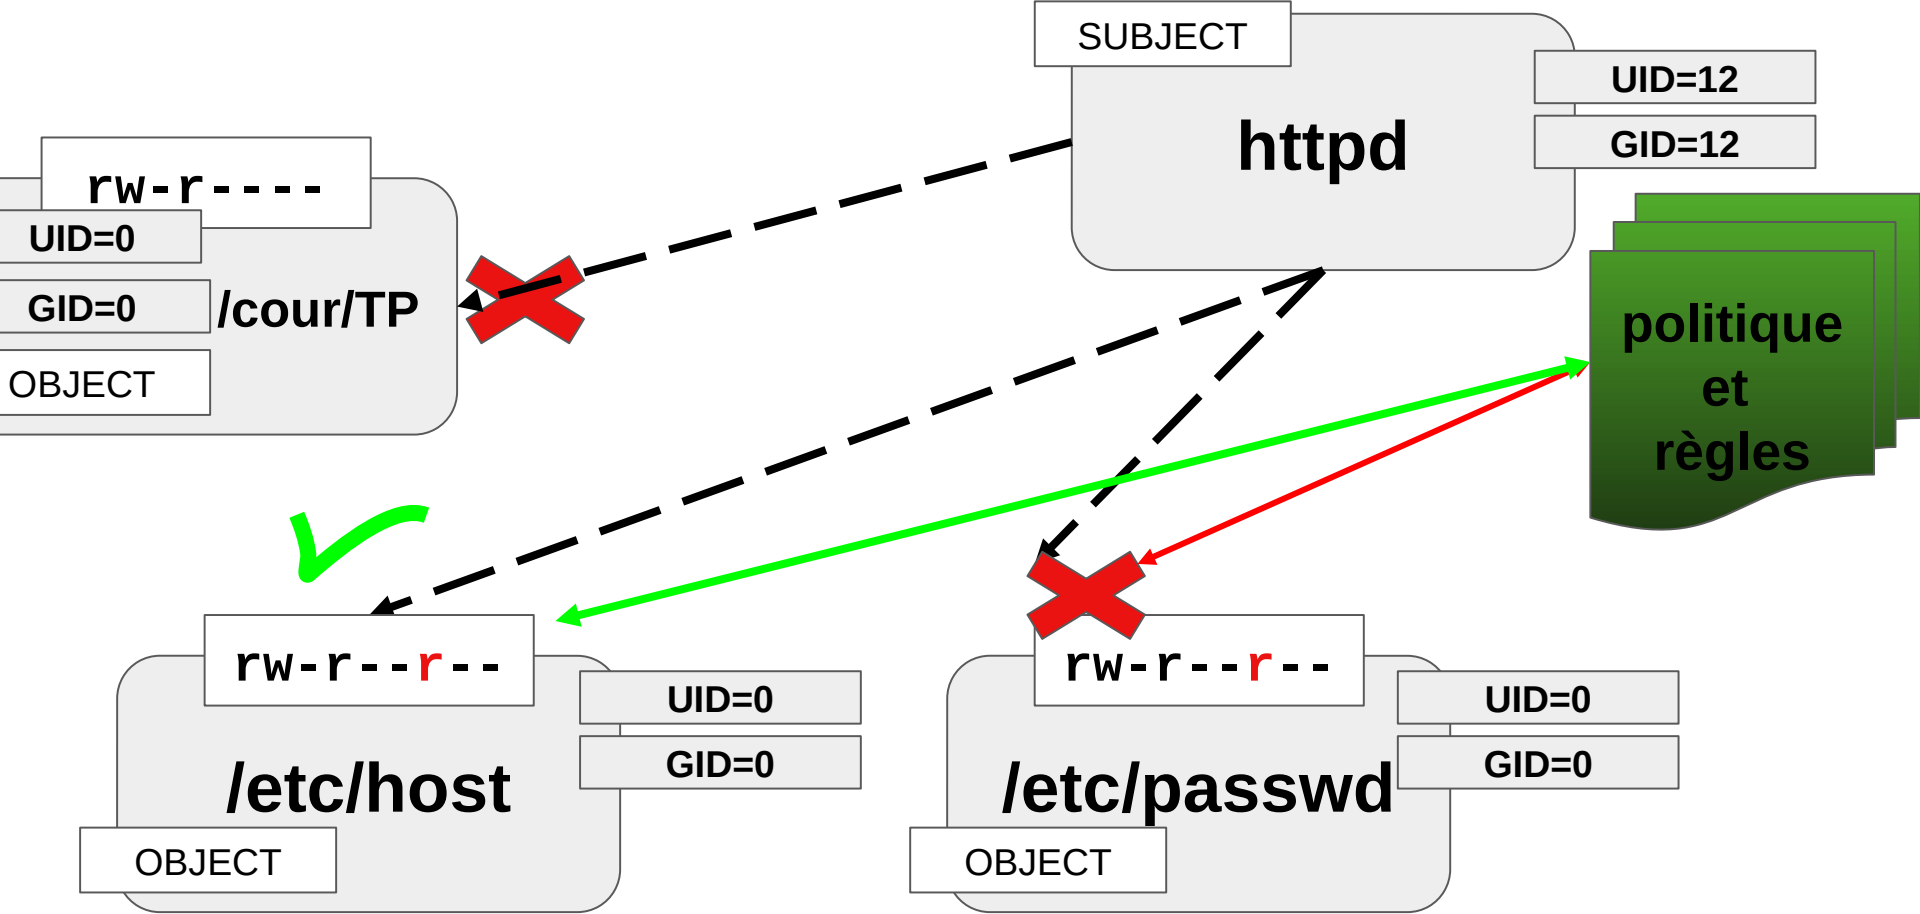 SUBJECT
UID=12
httpd
GID=12
rw-r----
UID=0
GID=0
/cour/TP
OBJECT
politique
et
règles
rw-r--r--
UID=0
GID=0
/etc/host
OBJECT
rw-r--r--
UID=0
GID=0
/etc/passwd
OBJECT